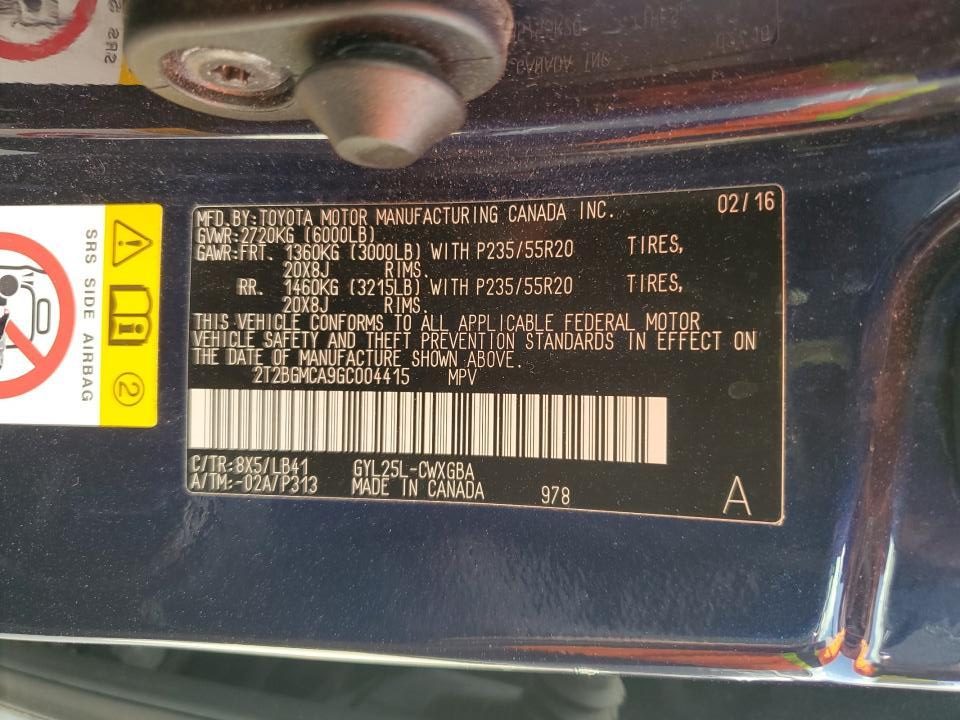 MFD.BY:TOYOTA MOTOR MANUFACTURING CANADA INC. 02/16
GVWR:2720KG (6000LB)
GAWR:FRT. 1360KG (3000LB) WITH P235/55R20 TIRES,
20X8J RIMS.
RR. 1460KG (3215LB) WITH P235/55R20 TIRES,
20X8J RIMS.
THIS VEHICLE CONFORMS TO ALL APPLICABLE FEDERAL MOTOR
VEHICLE SAFETY AND THEFT PREVENTION STANDARDS IN EFFECT ON
THE DATE OF MANUFACTURE SHOWN ABOVE.
2T2BGMCA9GC004415 MPV
C/TR:8X5/LB41 GYL25L-CWXGBA
A/TM:-02A/P313 MADE IN CANADA 978 A
SRS SIDE AIRBAG
2
SRS
CANADA INC